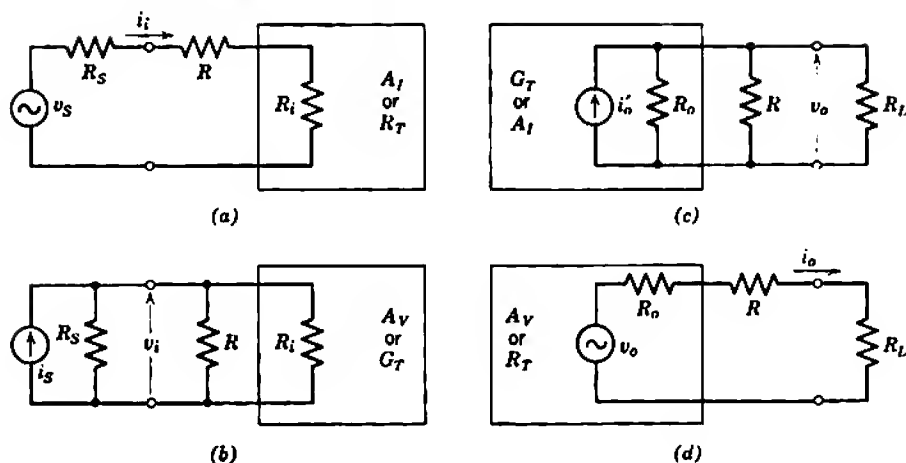 i_i
R_S
R
v_S
R_i
A_I
or
R_T
(a)
G_T
or
A_I
i'_o
R_o
R
v_o
R_L
(c)
i_S
R_S
v_i
R
R_i
A_V
or
G_T
(b)
A_V
or
R_T
v_o
R_o
R
i_o
R_L
(d)